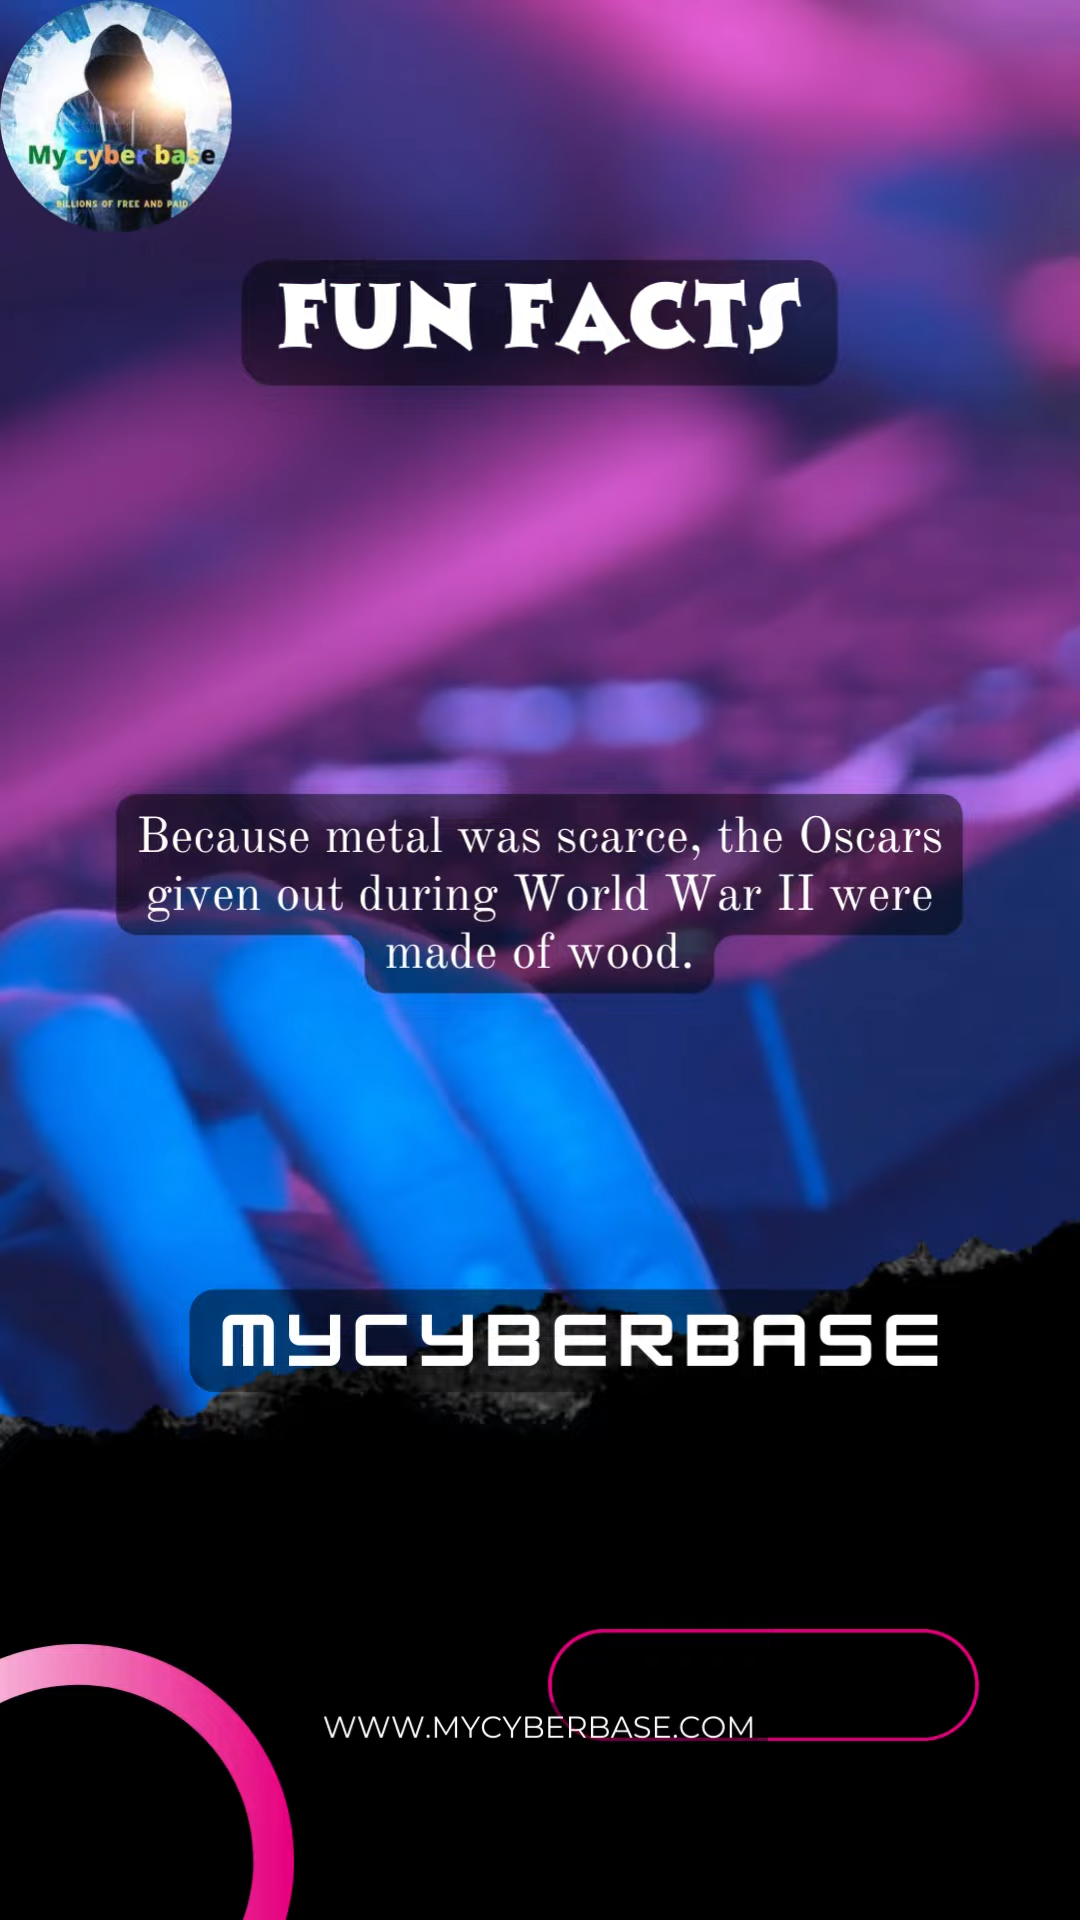 My cyber base
BILLIONS OF FREE AND PAID
FUN FACTS
Because metal was scarce, the Oscars
given out during World War II were
made of wood.
MYCYBERBASE
WWW.MYCYBERBASE.COM